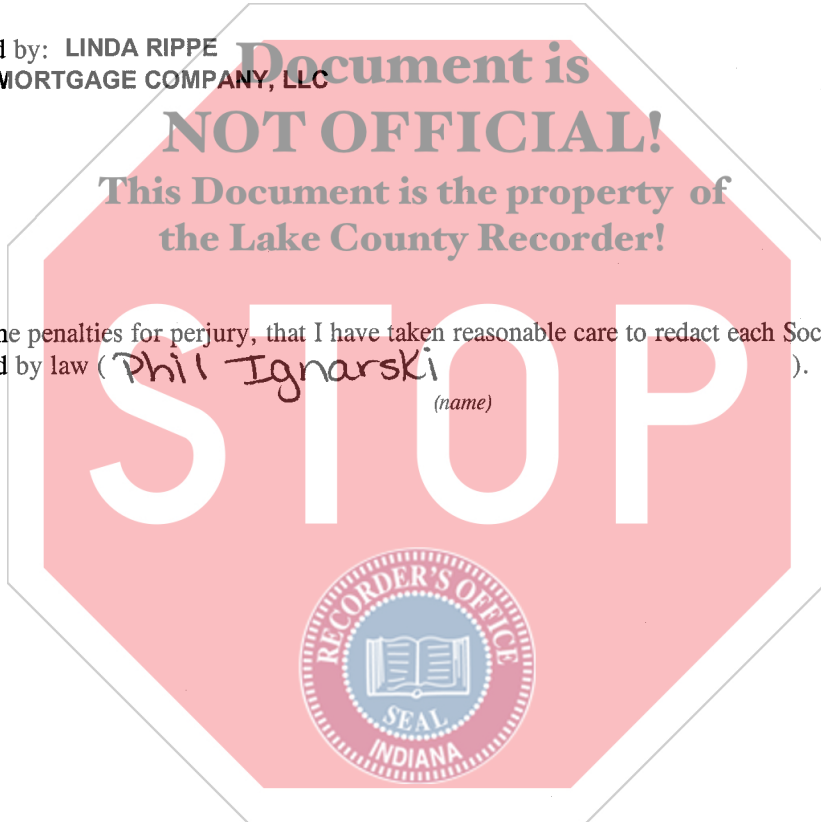 d by: LINDA RIPPE
MORTGAGE COMPANY, LLC
Document is
NOT OFFICIAL!
This Document is the property of
the Lake County Recorder!
he penalties for perjury, that I have taken reasonable care to redact each Soc
d by law ( Phil Ignarski ).
(name)
STOP
RECORDER'S OFFICE
SEAL
INDIANA